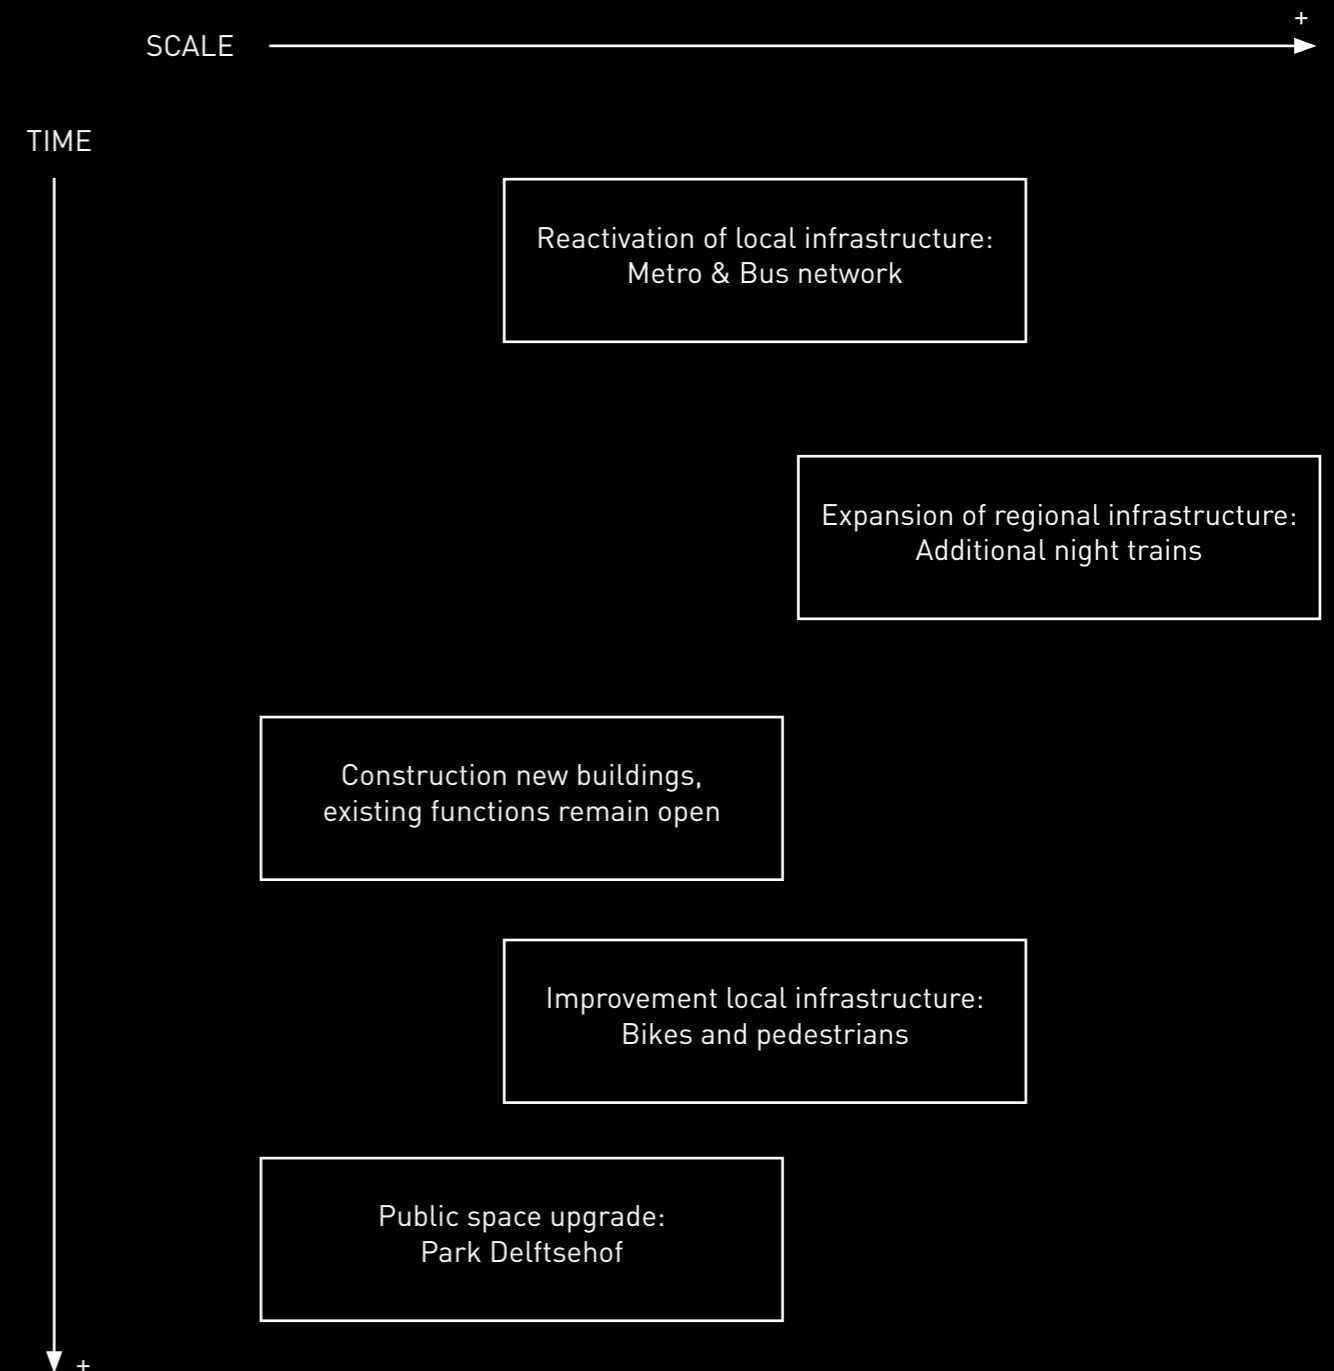 +
SCALE
TIME
Reactivation of local infrastructure:
Metro & Bus network
Expansion of regional infrastructure:
Additional night trains
Construction new buildings,
existing functions remain open
Improvement local infrastructure:
Bikes and pedestrians
Public space upgrade:
Park Delftsehof
+